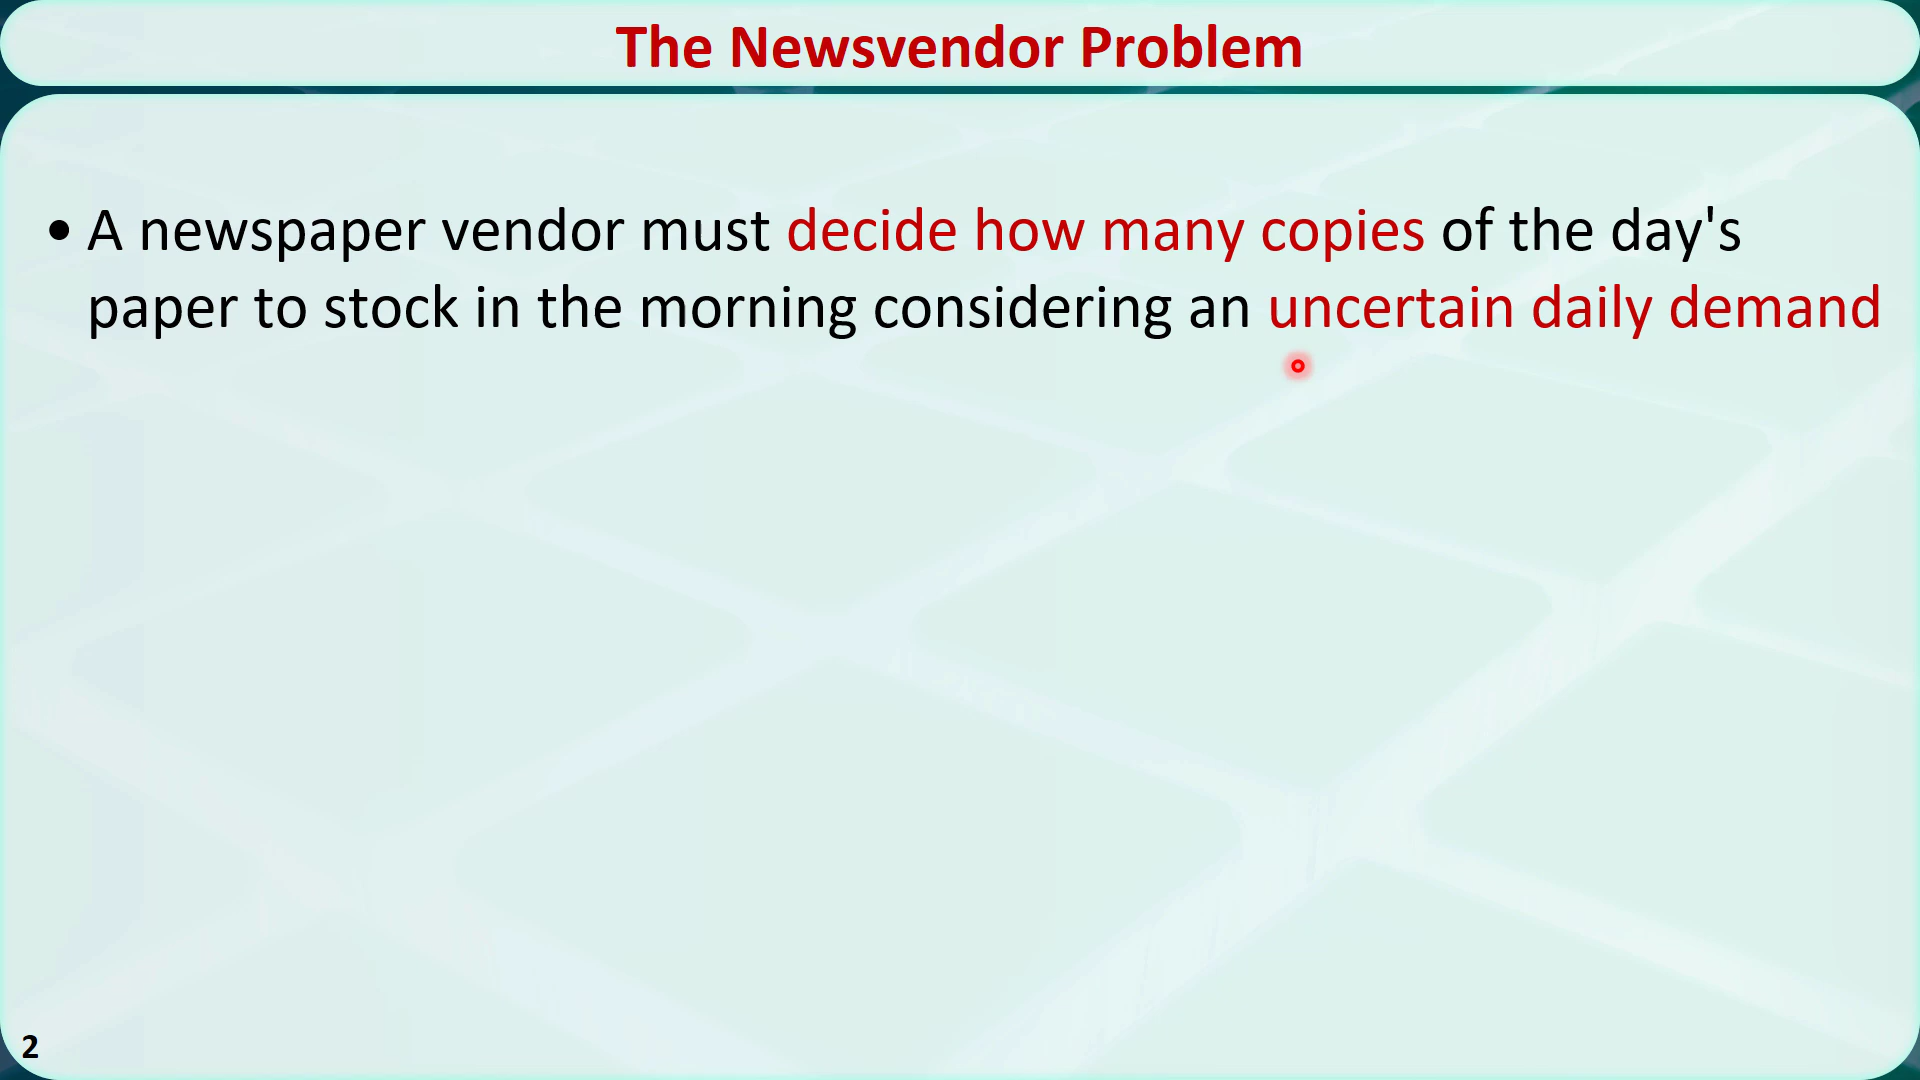 The Newsvendor Problem
• A newspaper vendor must decide how many copies of the day's
paper to stock in the morning considering an uncertain daily demand
2